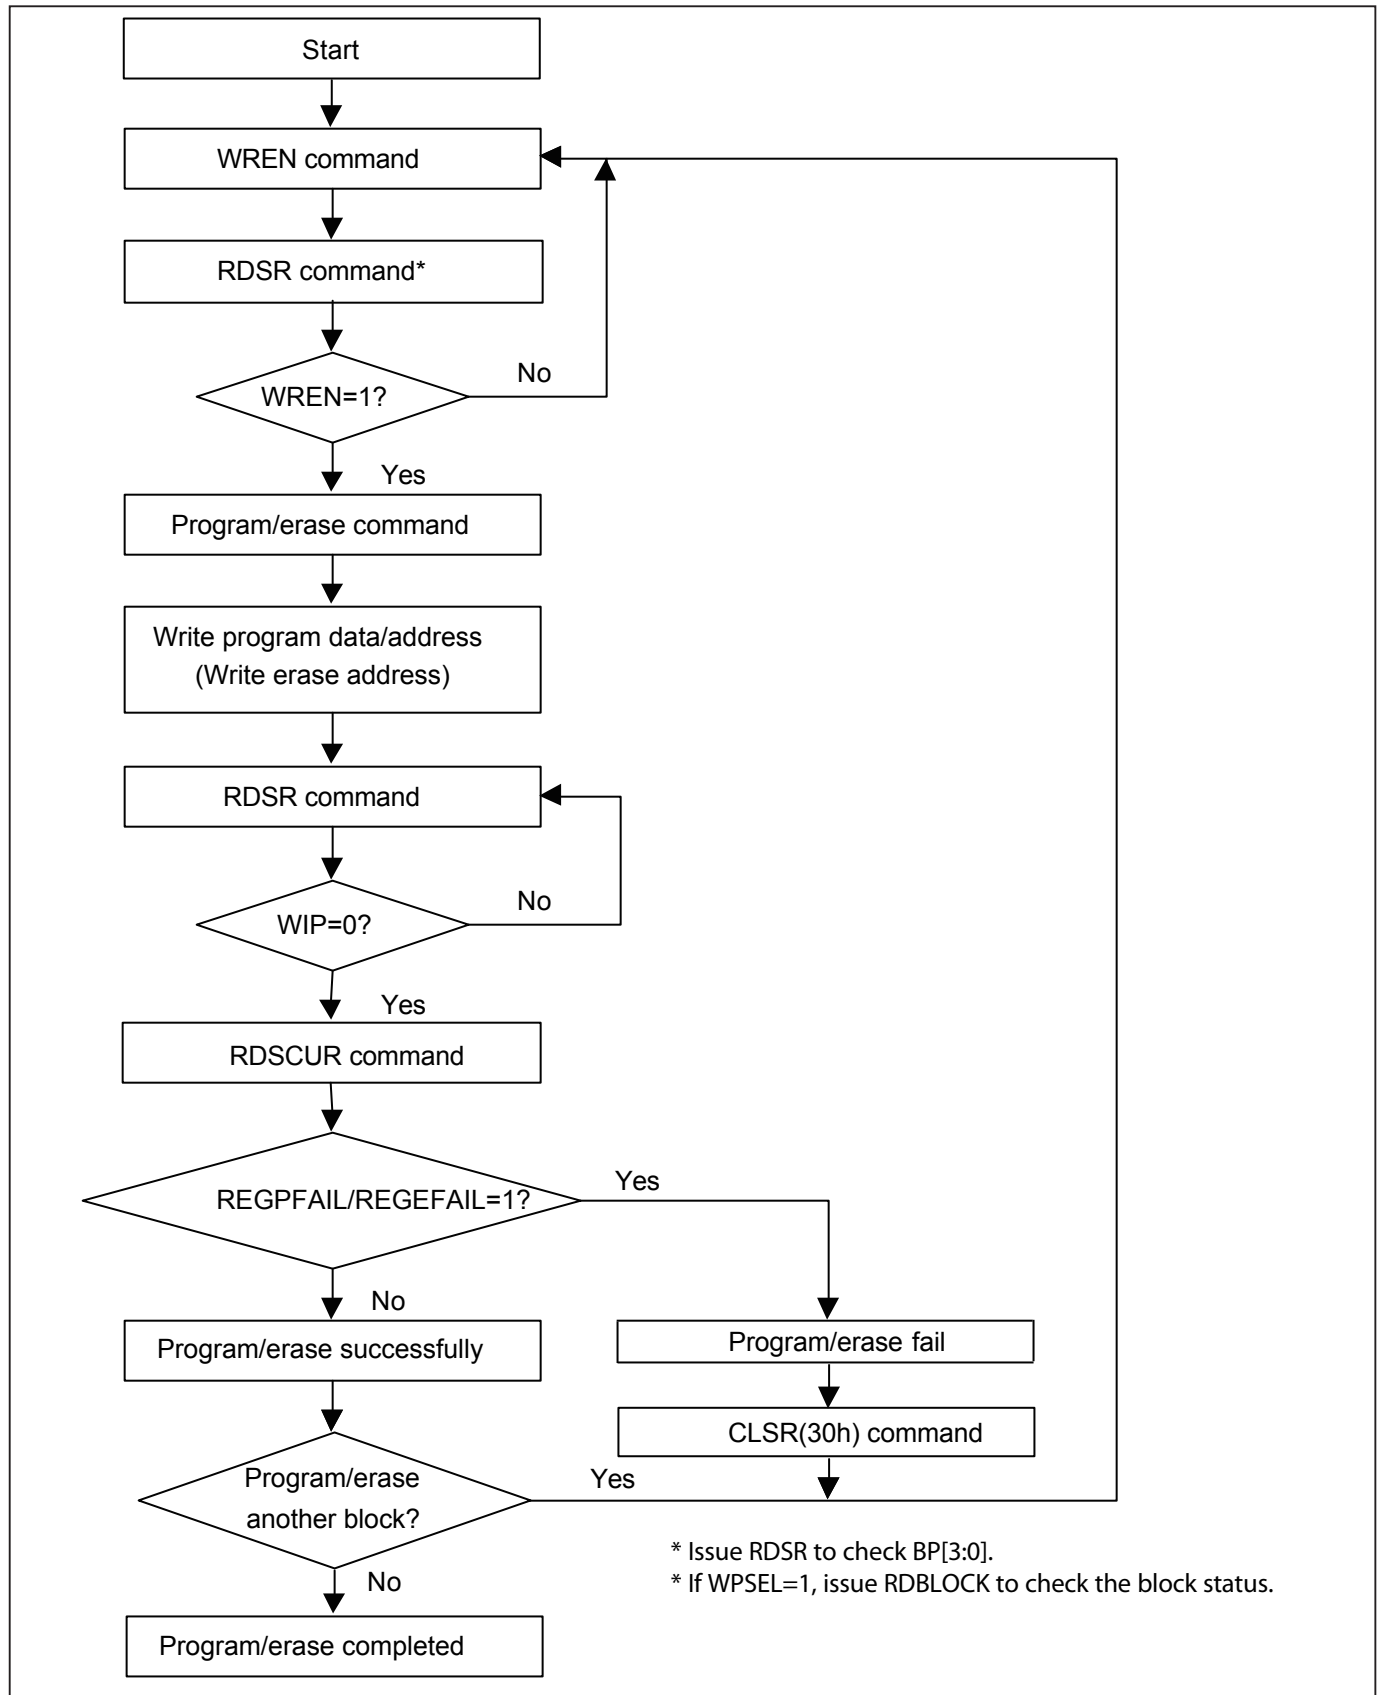 Start
WREN command
RDSR command*
WREN=1?
No
Yes
Program/erase command
Write program data/address
(Write erase address)
RDSR command
WIP=0?
No
Yes
RDSCUR command
REGPFAIL/REGEFAIL=1?
Yes
No
Program/erase successfully
Program/erase fail
CLSR(30h) command
Program/erase
another block?
Yes
No
* Issue RDSR to check BP[3:0].
* If WPSEL=1, issue RDBLOCK to check the block status.
Program/erase completed